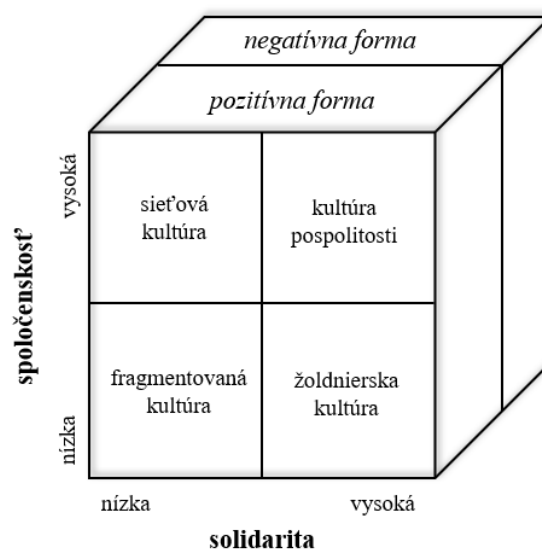 negatívna forma
pozitívna forma
vysoká
sieťová
kultúra
kultúra
pospolitosti
spoločenskosť
fragmentovaná
kultúra
žoldnierska
kultúra
nízka
nízka
vysoká
solidarita